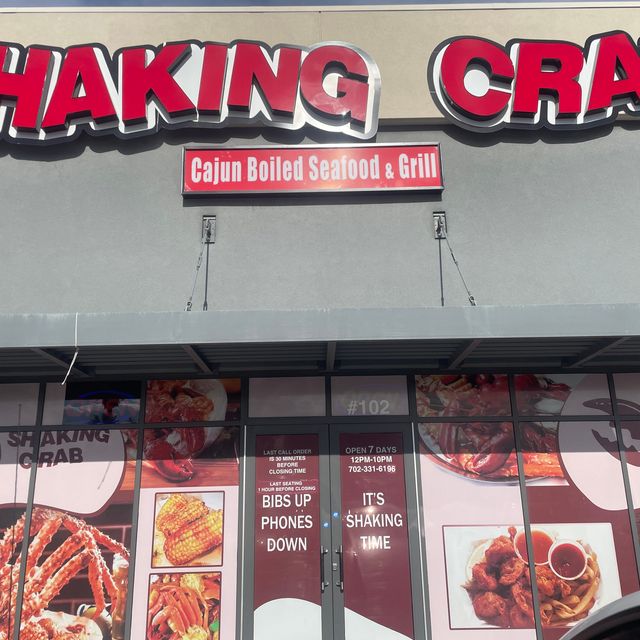 SHAKING CRA
Cajun Boiled Seafood & Grill
#102
SHAKING
CRAB
LAST CALL ORDER
IS 30 MINUTES
BEFORE
CLOSING TIME
LAST SEATING
1 HOUR BEFORE CLOSING
BIBS UP
PHONES
DOWN
OPEN 7 DAYS
12PM-10PM
702-331-6196
IT'S
SHAKING
TIME